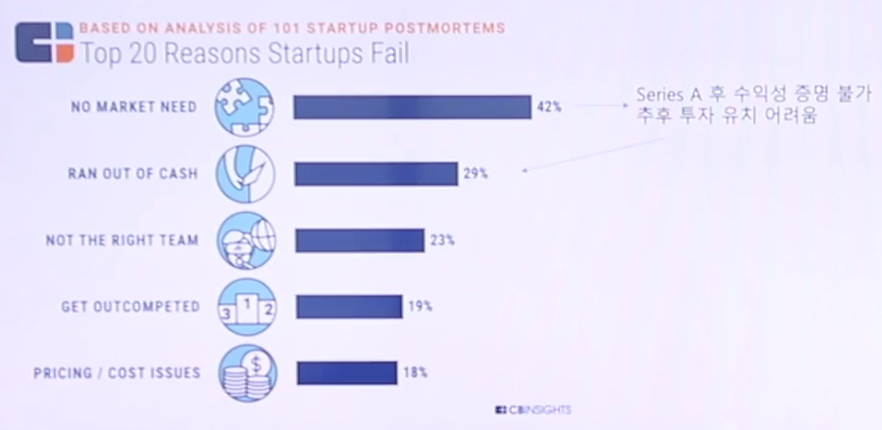 BASED ON ANALYSIS OF 101 STARTUP POSTMORTEMS
Top 20 Reasons Startups Fail
NO MARKET NEED 42%
Series A 후 수익성 증명 불가
추후 투자 유치 어려움
RAN OUT OF CASH 29%
NOT THE RIGHT TEAM 23%
GET OUTCOMPETED 3 1 2 19%
PRICING / COST ISSUES $ 18%
CBINSIGHTS